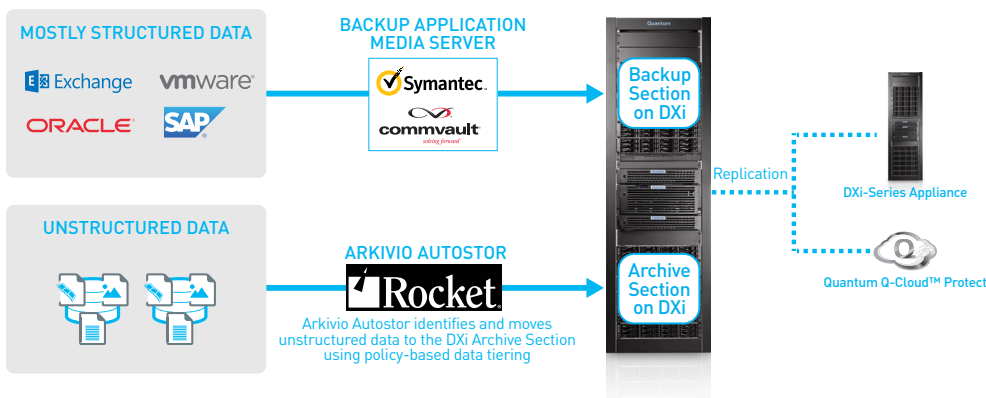 MOSTLY STRUCTURED DATA
Exchange
vmware®
ORACLE®
SAP®
BACKUP APPLICATION
MEDIA SERVER
Symantec™
commvault®
solving forward®
Quantum
Backup
Section
on DXi
Replication
DXi-Series Appliance
Q
Quantum Q-Cloud™ Protect
UNSTRUCTURED DATA
ARKIVIO AUTOSTOR
Rocket®
Arkivio Autostor identifies and moves
unstructured data to the DXi Archive Section
using policy-based data tiering
Archive
Section
on DXi